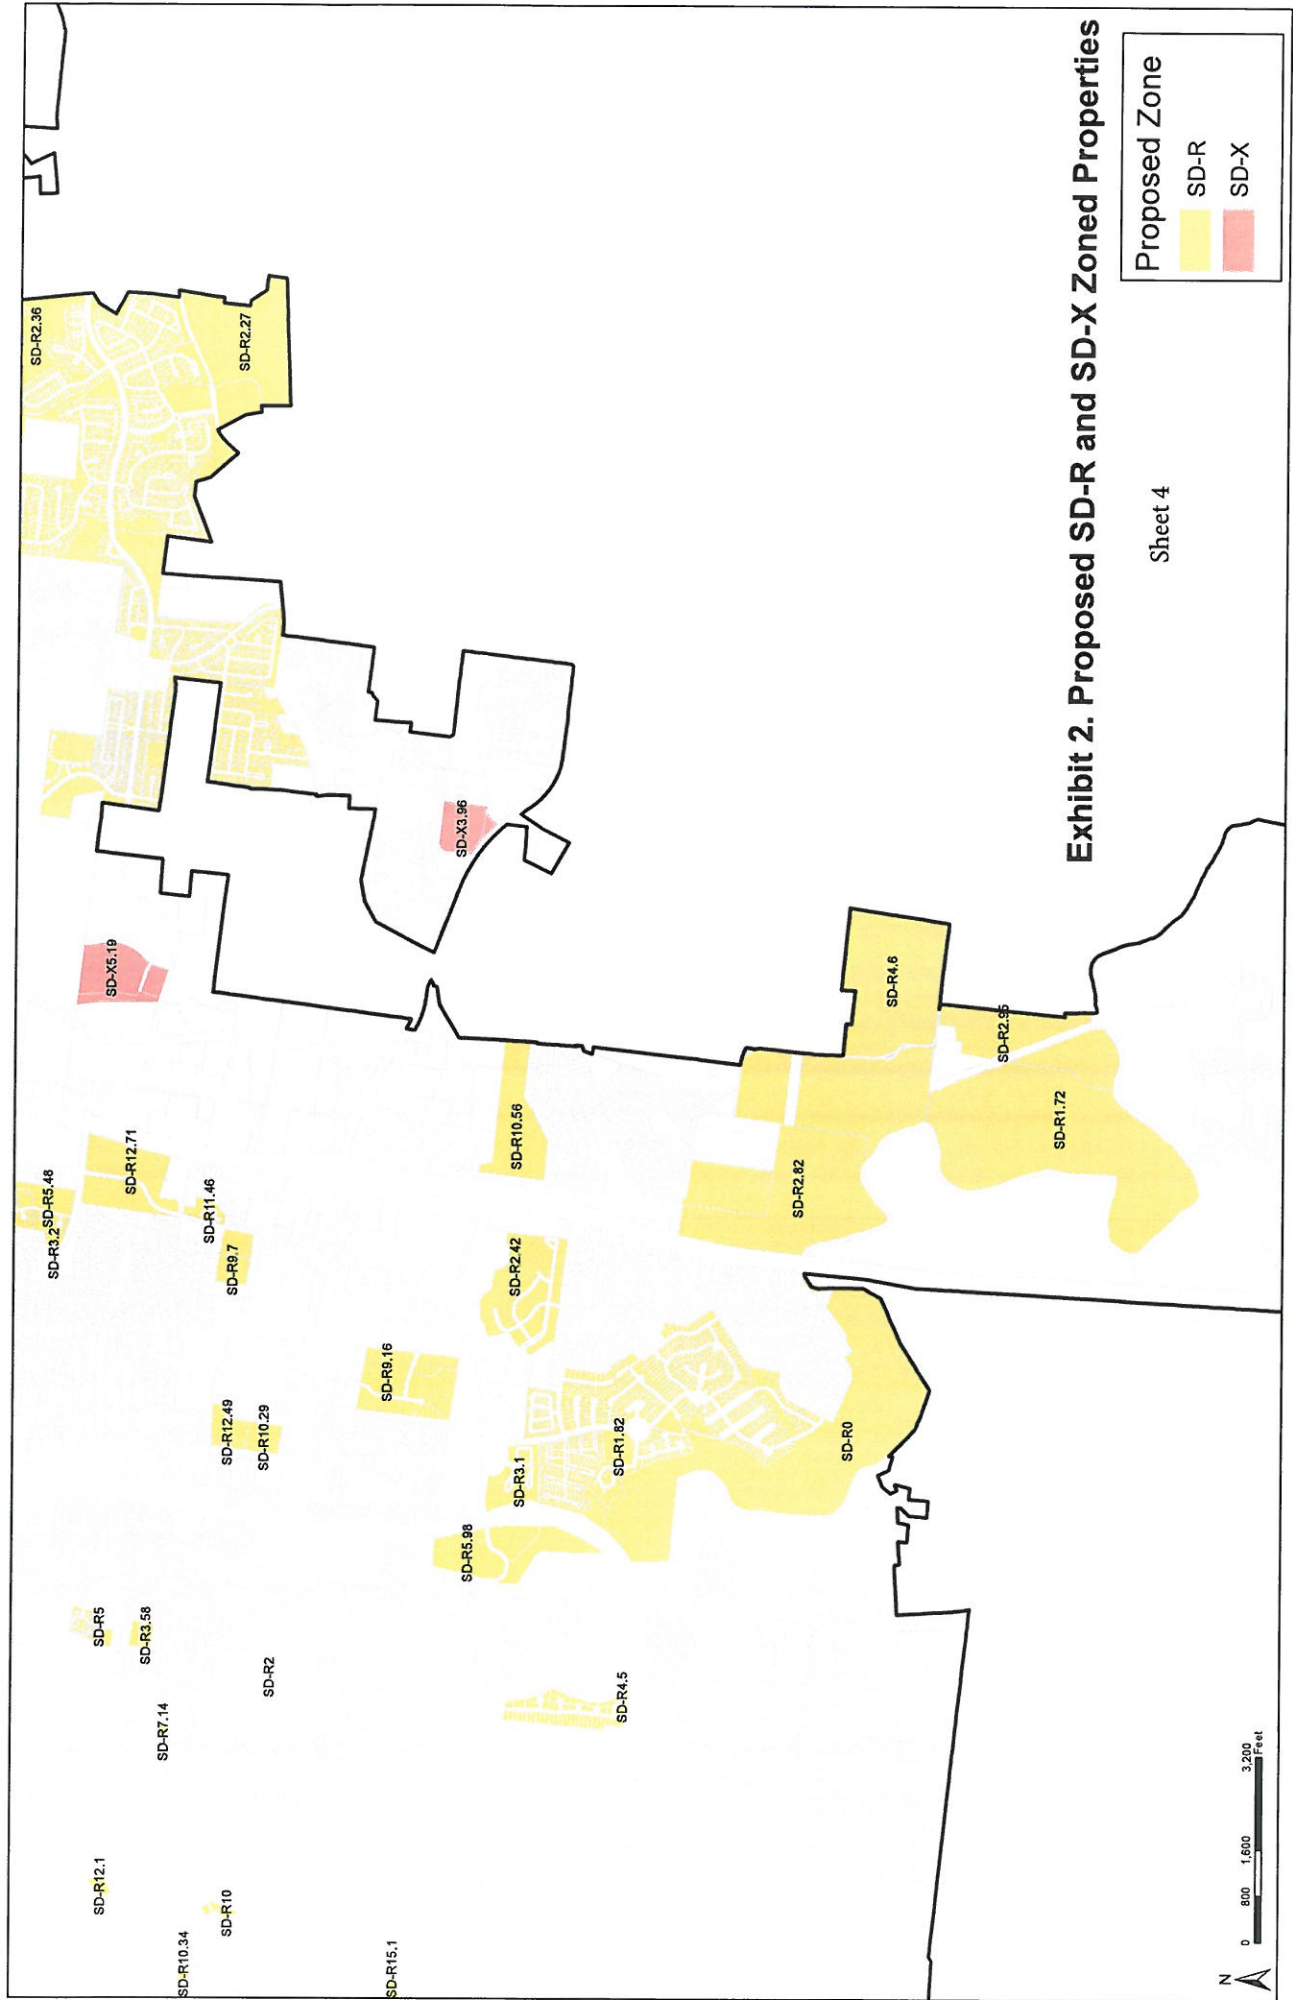 SD-R2.36
SD-R2.27
SD-X5.19
SD-X3.96
SD-R5.48
SD-R3.2
SD-R12.71
SD-R11.46
SD-R9.7
SD-R10.56
SD-R2.42
SD-R9.16
SD-R12.49
SD-R10.29
SD-R3.1
SD-R1.82
SD-R5.98
SD-R0
SD-R4.6
SD-R2.95
SD-R1.72
SD-R2.82
SD-R5
SD-R3.58
SD-R2
SD-R7.14
SD-R4.5
SD-R12.1
SD-R10
SD-R10.34
SD-R15.1
Exhibit 2. Proposed SD-R and SD-X Zoned Properties
Sheet 4
Proposed Zone
SD-R
SD-X
N
0 800 1,600 3,200
Feet